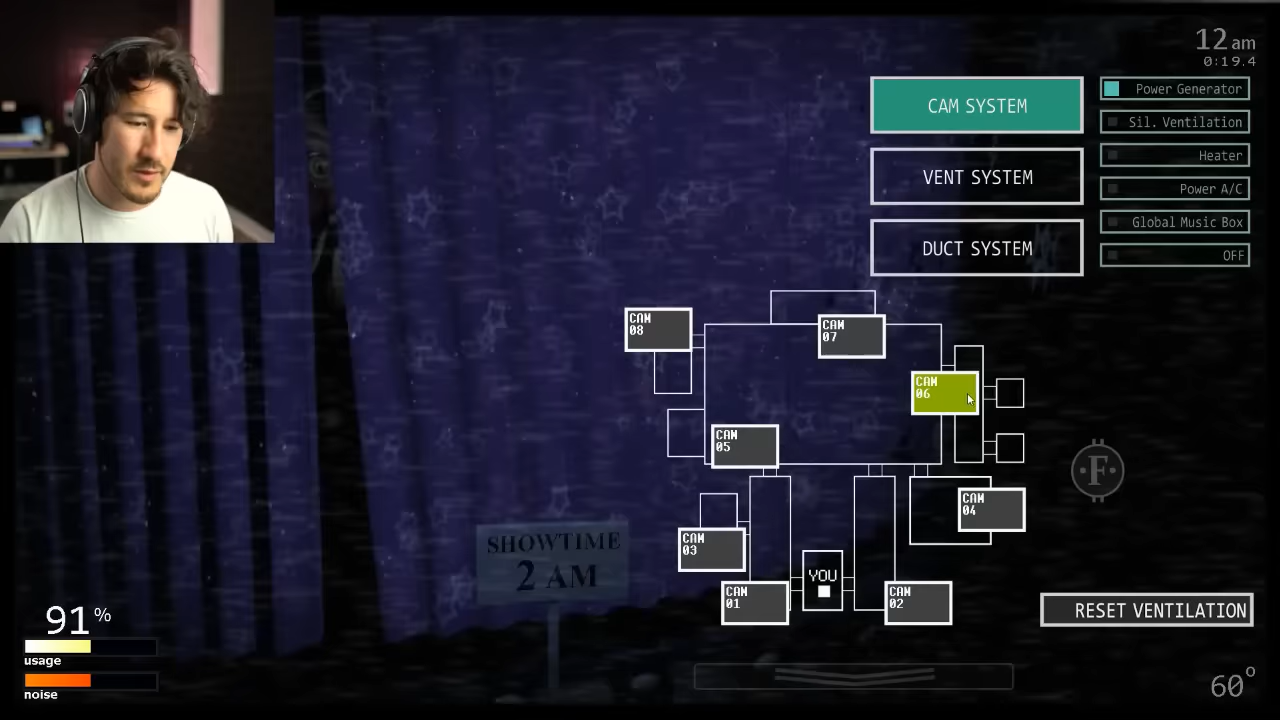 12 am
0:19.4
CAM SYSTEM
VENT SYSTEM
DUCT SYSTEM
Power Generator
Sil. Ventilation
Heater
Power A/C
Global Music Box
OFF
CAM
08
CAM
07
CAM
06
CAM
05
CAM
04
CAM
03
YOU
CAM
01
CAM
02
F
SHOWTIME
2 AM
RESET VENTILATION
91%
usage
noise
60°